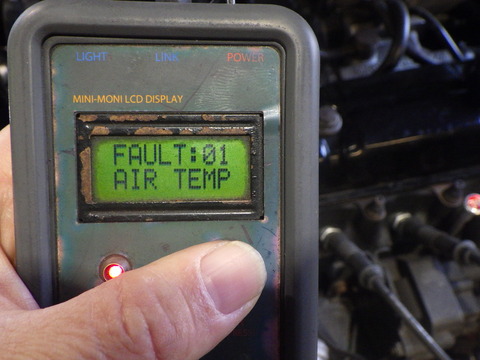 LIGHT LINK POWER
MINI-MONI LCD DISPLAY
FAULT:01
AIR TEMP